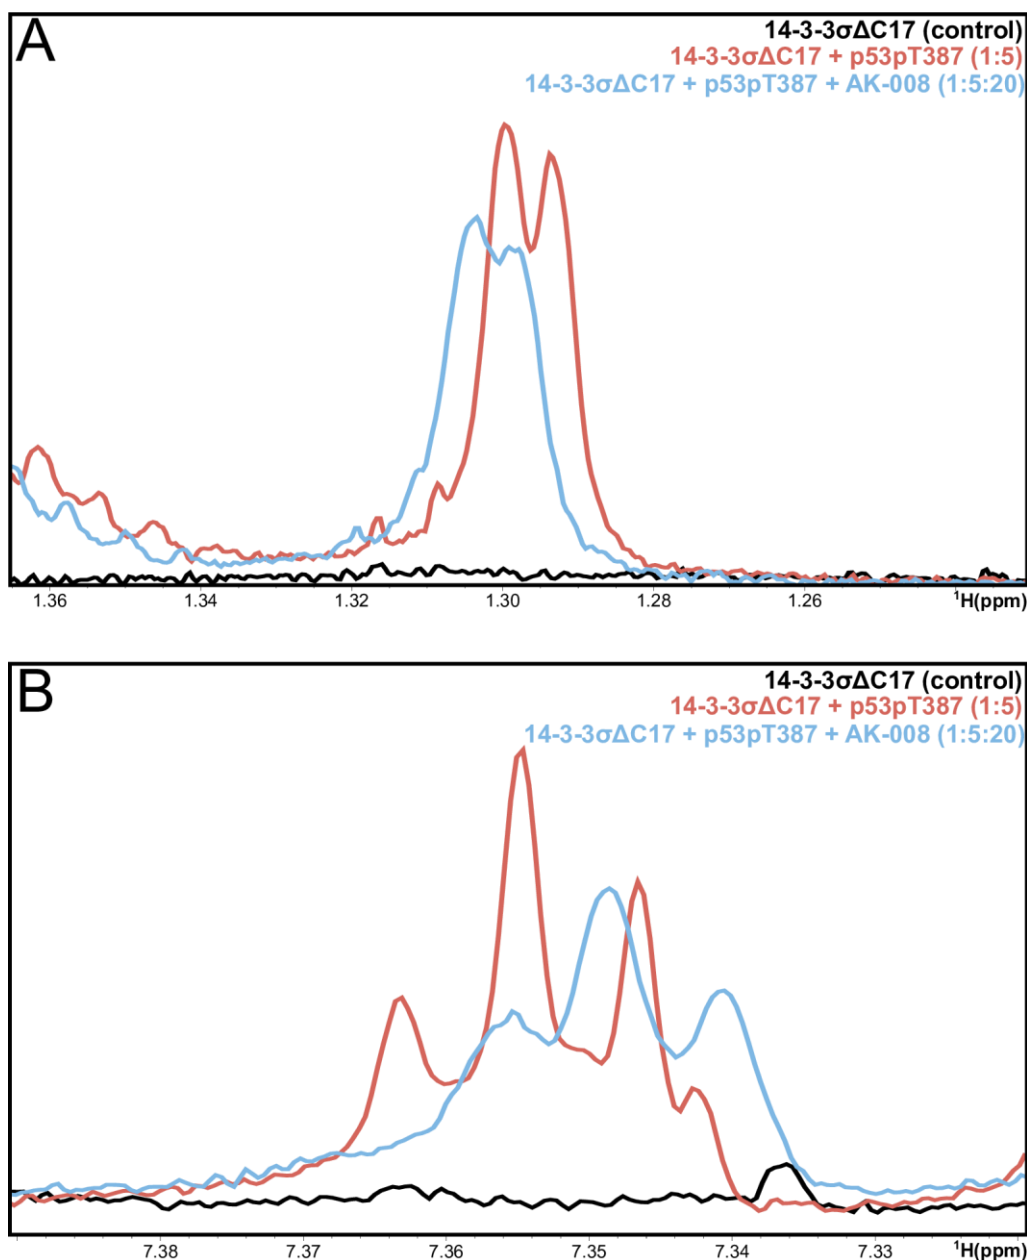 A
14-3-3σΔC17 (control)
14-3-3σΔC17 + p53pT387 (1:5)
14-3-3σΔC17 + p53pT387 + AK-008 (1:5:20)
1.36 1.34 1.32 1.30 1.28 1.26 ¹H(ppm)
B
14-3-3σΔC17 (control)
14-3-3σΔC17 + p53pT387 (1:5)
14-3-3σΔC17 + p53pT387 + AK-008 (1:5:20)
7.38 7.37 7.36 7.35 7.34 7.33 ¹H(ppm)